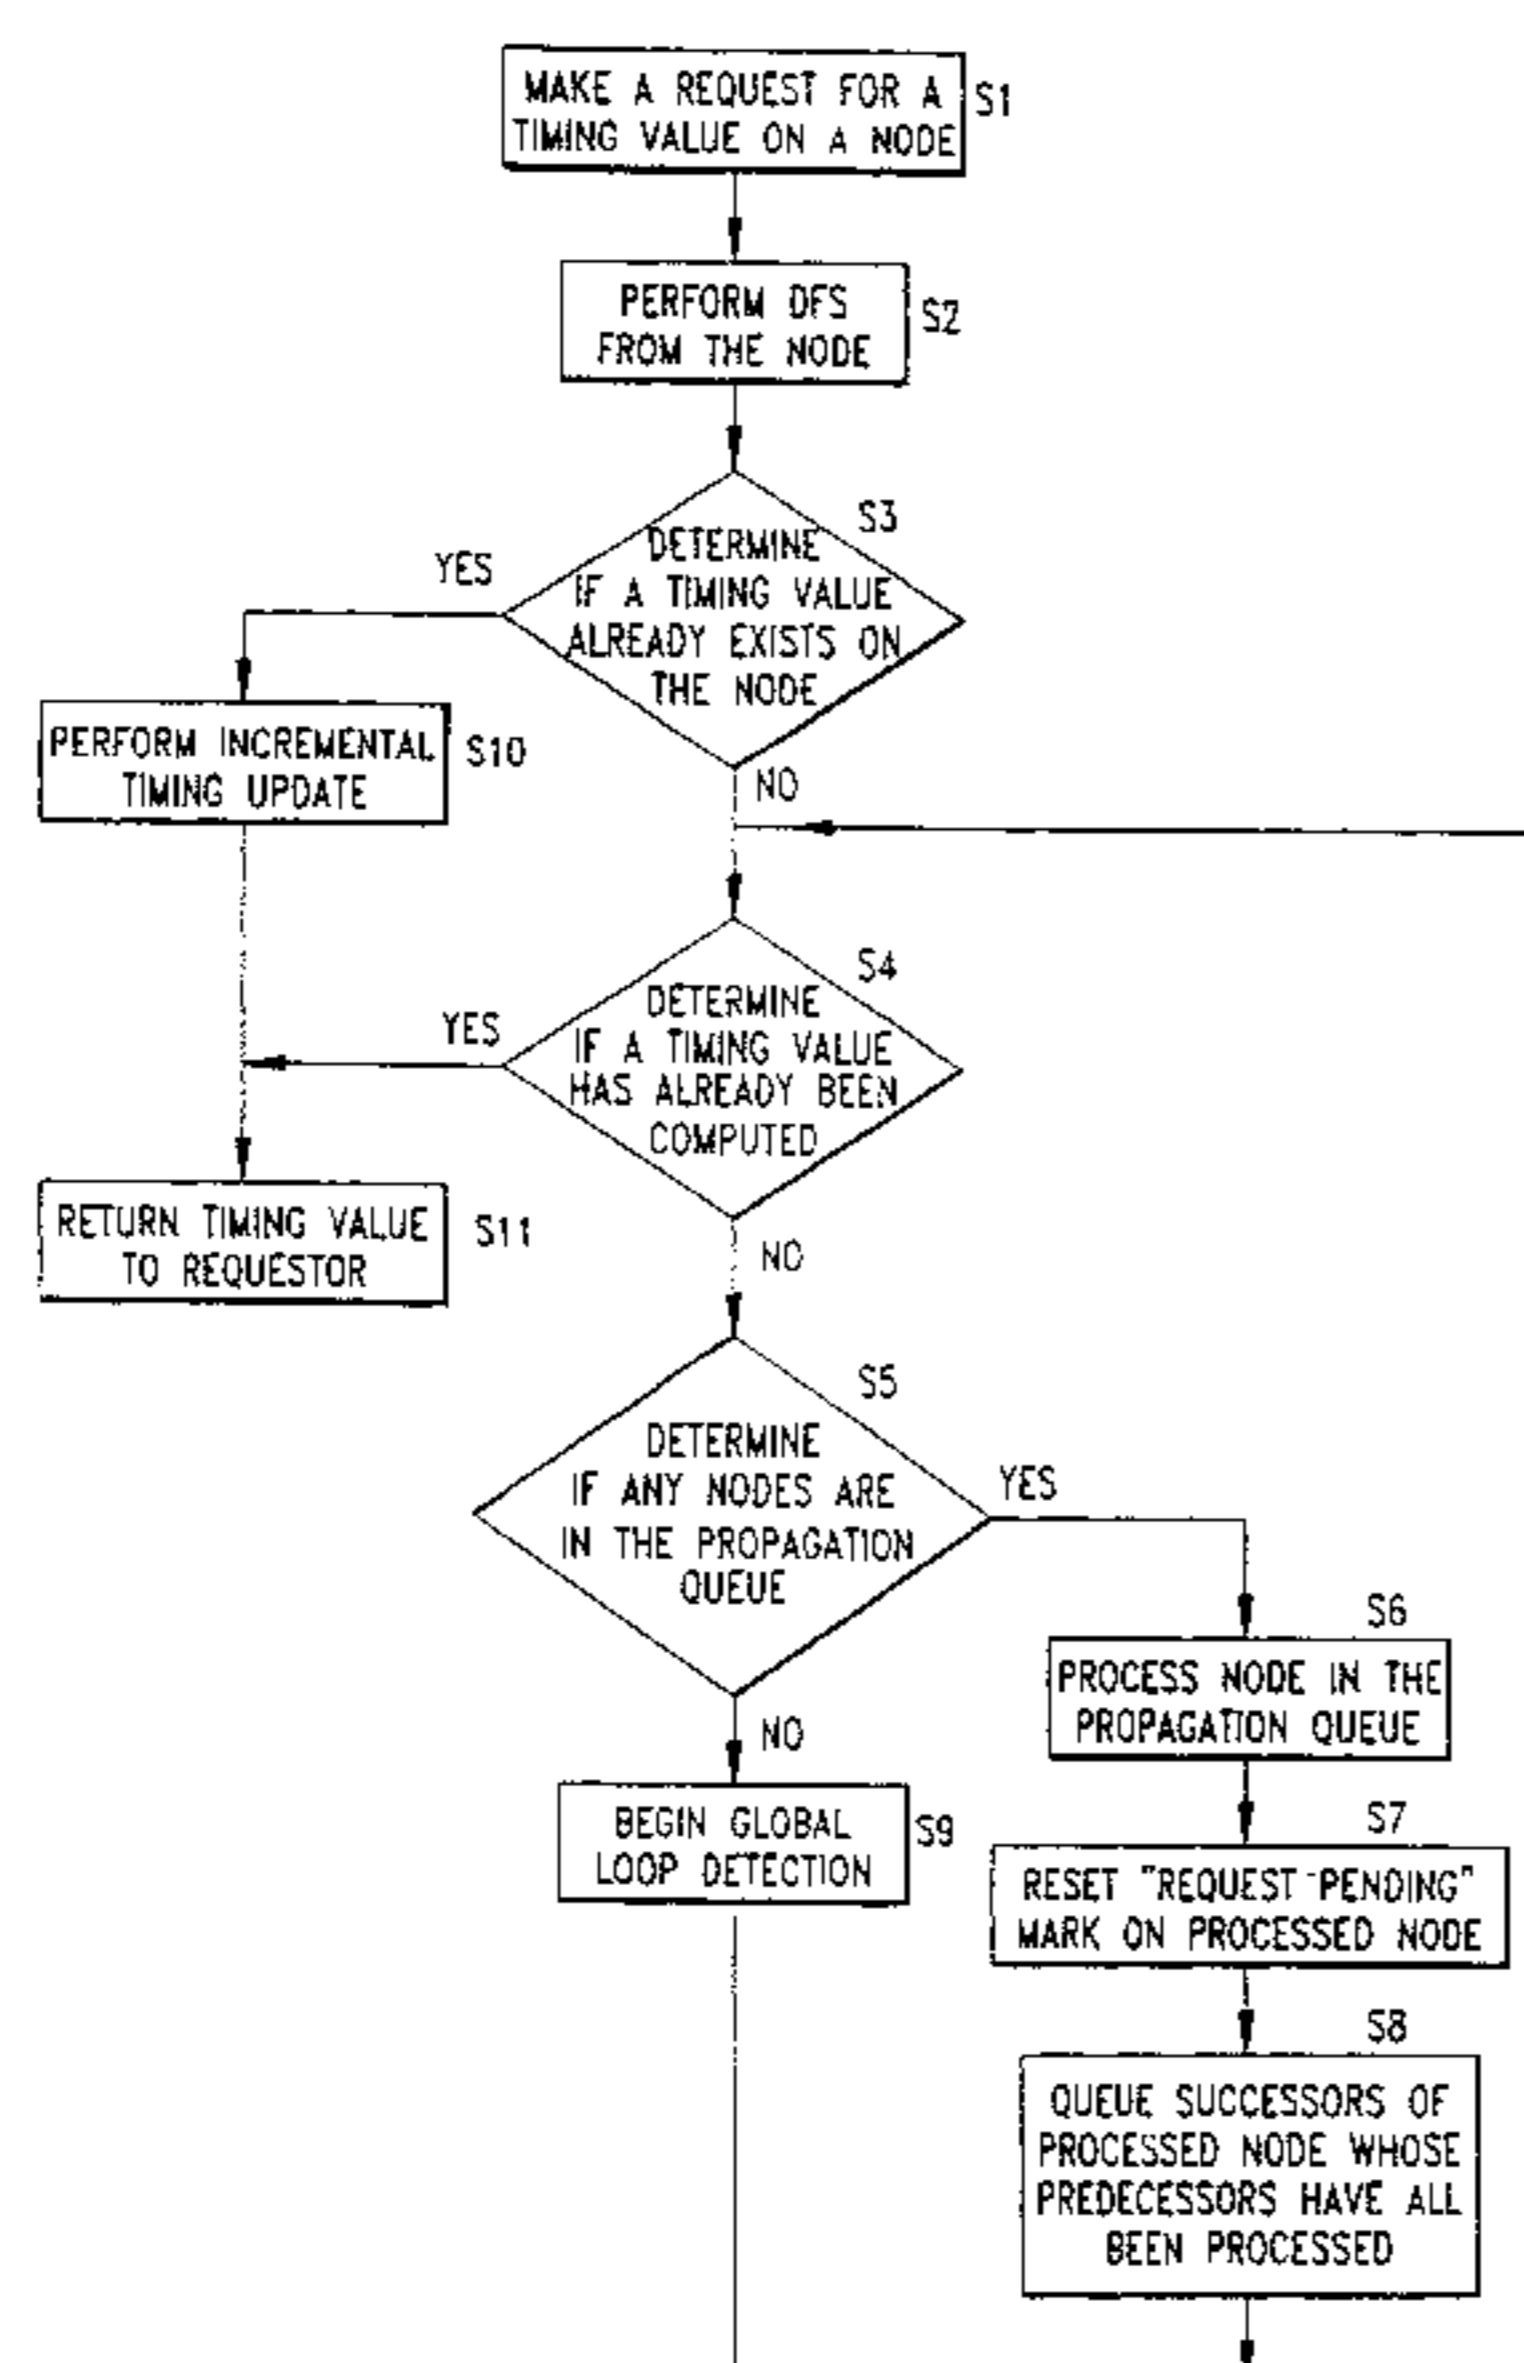 MAKE A REQUEST FOR A
TIMING VALUE ON A NODE
S1
PERFORM DFS
FROM THE NODE
S2
S3
DETERMINE
IF A TIMING VALUE
ALREADY EXISTS ON
THE NODE
YES
NO
PERFORM INCREMENTAL
TIMING UPDATE
S10
S4
DETERMINE
IF A TIMING VALUE
HAS ALREADY BEEN
COMPUTED
YES
NO
RETURN TIMING VALUE
TO REQUESTOR
S11
S5
DETERMINE
IF ANY NODES ARE
IN THE PROPAGATION
QUEUE
YES
NO
S6
PROCESS NODE IN THE
PROPAGATION QUEUE
BEGIN GLOBAL
LOOP DETECTION
S9
S7
RESET "REQUEST-PENDING"
MARK ON PROCESSED NODE
S8
QUEUE SUCCESSORS OF
PROCESSED NODE WHOSE
PREDECESSORS HAVE ALL
BEEN PROCESSED